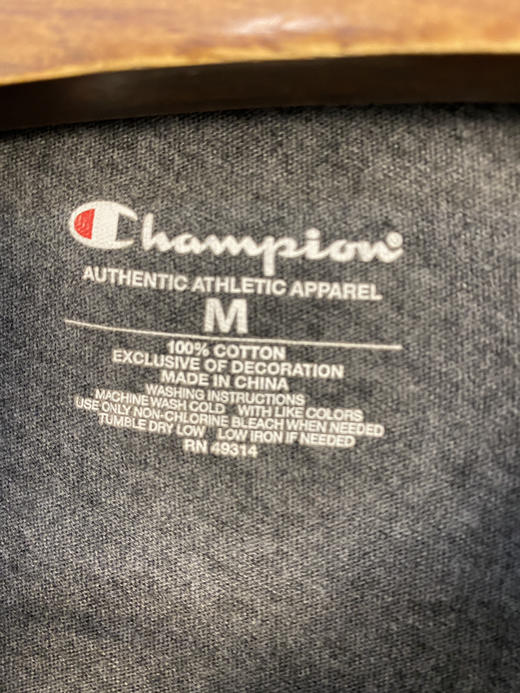 Champion®
AUTHENTIC ATHLETIC APPAREL
M
100% COTTON
EXCLUSIVE OF DECORATION
MADE IN CHINA
WASHING INSTRUCTIONS
MACHINE WASH COLD WITH LIKE COLORS
USE ONLY NON-CHLORINE BLEACH WHEN NEEDED
TUMBLE DRY LOW LOW IRON IF NEEDED
RN 49314